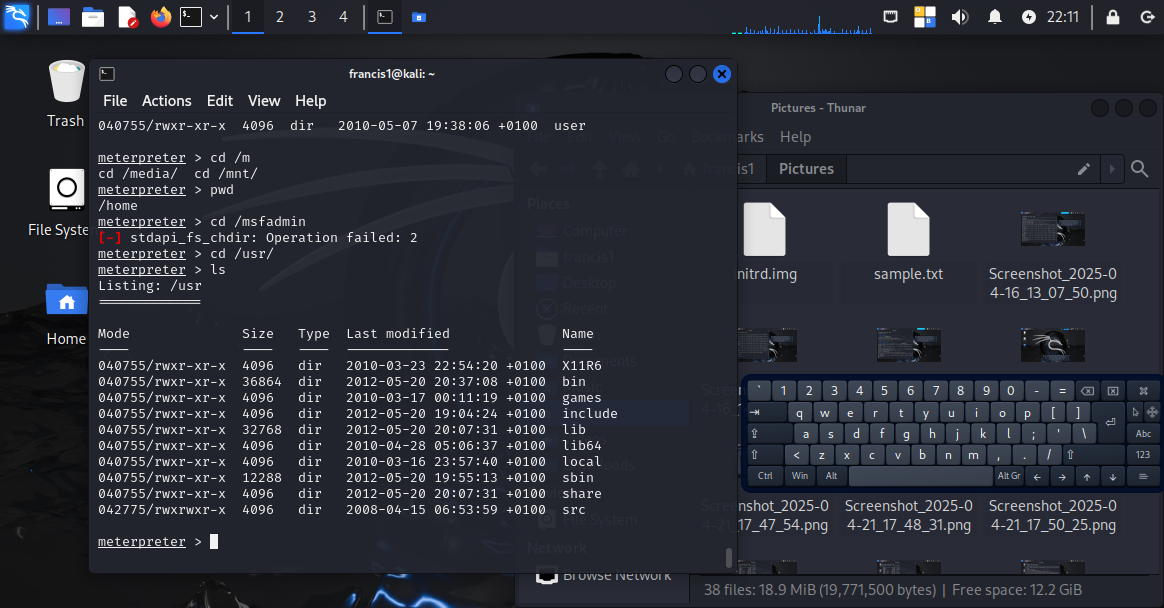 1 2 3 4
22:11
Trash
File Syste
Home
francis1@kali: ~
File Actions Edit View Help
040755/rwxr-xr-x 4096 dir 2010-05-07 19:38:06 +0100 user
meterpreter > cd /m
cd /media/ cd /mnt/
meterpreter > pwd
/home
meterpreter > cd /msfadmin
[-] stdapi_fs_chdir: Operation failed: 2
meterpreter > cd /usr/
meterpreter > ls
Listing: /usr
Mode Size Type Last modified Name
040755/rwxr-xr-x 4096 dir 2010-03-23 22:54:20 +0100 X11R6
040755/rwxr-xr-x 36864 dir 2012-05-20 20:37:08 +0100 bin
040755/rwxr-xr-x 4096 dir 2010-03-17 00:11:19 +0100 games
040755/rwxr-xr-x 4096 dir 2012-05-20 19:04:24 +0100 include
040755/rwxr-xr-x 32768 dir 2012-05-20 20:07:31 +0100 lib
040755/rwxr-xr-x 4096 dir 2010-04-28 05:06:37 +0100 lib64
040755/rwxr-xr-x 4096 dir 2010-03-16 23:57:40 +0100 local
040755/rwxr-xr-x 12288 dir 2012-05-20 19:55:13 +0100 sbin
040755/rwxr-xr-x 4096 dir 2012-05-20 20:07:31 +0100 share
042775/rwxrwxr-x 4096 dir 2008-04-15 06:53:59 +0100 src
meterpreter >
Pictures - Thunar
View Go Bookmarks Help
francis1 Pictures
Places
Computer
francis1
Desktop
Recent
File System
Network
Browse Network
nitrd.img
sample.txt
Screenshot_2025-0
4-16_13_07_50.png
` 1 2 3 4 5 6 7 8 9 0 - =
q w e r t y u i o p [ ]
a s d f g h j k l ; ' \ Abc
< z x c v b n m , . / 123
Ctrl Win Alt Alt Gr
4-21_17_47_54.png
Screenshot_2025-0
4-21_17_48_31.png
Screenshot_2025-0
4-21_17_50_25.png
38 files: 18.9 MiB (19,771,500 bytes) | Free space: 12.2 GiB